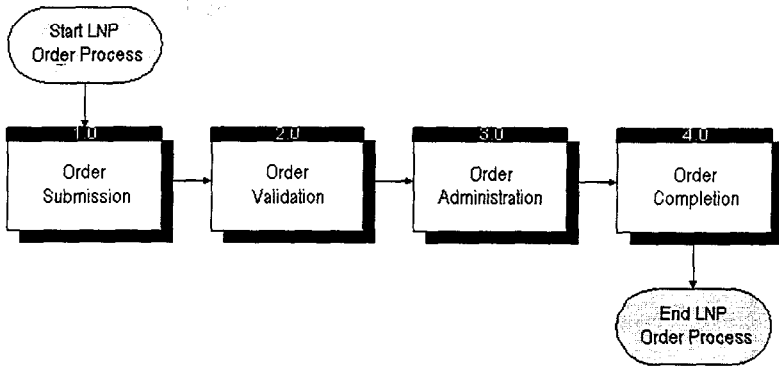 Start LNP
Order Process
1.0
Order
Submission
2.0
Order
Validation
3.0
Order
Administration
4.0
Order
Completion
End LNP
Order Process